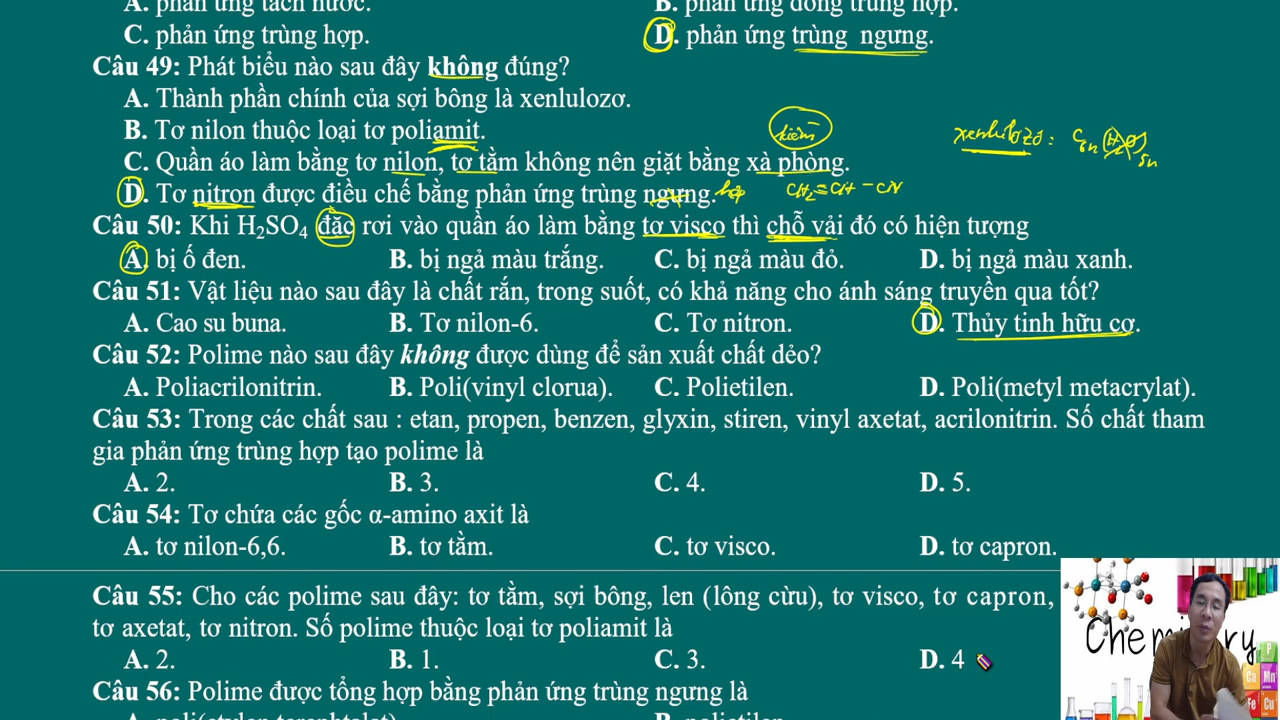 A. phản ứng tách nước. B. phản ứng đồng trùng hợp.
C. phản ứng trùng hợp. D. phản ứng trùng ngưng.
Câu 49: Phát biểu nào sau đây không đúng?
A. Thành phần chính của sợi bông là xenlulozơ.
B. Tơ nilon thuộc loại tơ poliamit.
kiềm
xenlulozơ:
C. Quần áo làm bằng tơ nilon, tơ tằm không nên giặt bằng xà phòng.
D. Tơ nitron được điều chế bằng phản ứng trùng ngưng. hợp CH₂=CH-CN
Câu 50: Khi H₂SO₄ đặc rơi vào quần áo làm bằng tơ visco thì chỗ vải đó có hiện tượng
A. bị ố đen. B. bị ngả màu trắng. C. bị ngả màu đỏ. D. bị ngả màu xanh.
Câu 51: Vật liệu nào sau đây là chất rắn, trong suốt, có khả năng cho ánh sáng truyền qua tốt?
A. Cao su buna. B. Tơ nilon-6. C. Tơ nitron. D. Thủy tinh hữu cơ.
Câu 52: Polime nào sau đây không được dùng để sản xuất chất dẻo?
A. Poliacrilonitrin. B. Poli(vinyl clorua). C. Polietilen. D. Poli(metyl metacrylat).
Câu 53: Trong các chất sau : etan, propen, benzen, glyxin, stiren, vinyl axetat, acrilonitrin. Số chất tham
gia phản ứng trùng hợp tạo polime là
A. 2. B. 3. C. 4. D. 5.
Câu 54: Tơ chứa các gốc α-amino axit là
A. tơ nilon-6,6. B. tơ tằm. C. tơ visco. D. tơ capron.
Câu 55: Cho các polime sau đây: tơ tằm, sợi bông, len (lông cừu), tơ visco, tơ capron,
tơ axetat, tơ nitron. Số polime thuộc loại tơ poliamit là
A. 2. B. 1. C. 3. D. 4
Câu 56: Polime được tổng hợp bằng phản ứng trùng ngưng là
P
Ca Mn
Fe Cu